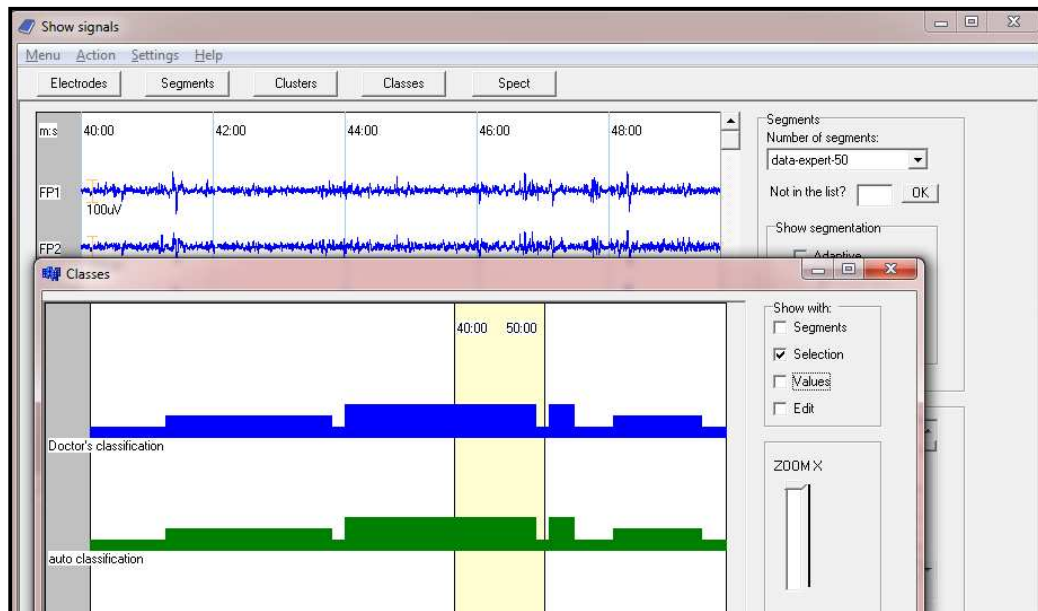 Show signals
Menu Action Settings Help
Electrodes Segments Clusters Classes Spect
m:s 40:00 42:00 44:00 46:00 48:00
FP1
100uV
FP2
Segments
Number of segments:
data-expert-50
Not in the list? OK
Show segmentation
Adaptive
Classes
40:00 50:00
Doctor's classification
auto classification
Show with:
Segments
Selection
Values
Edit
ZOOM X